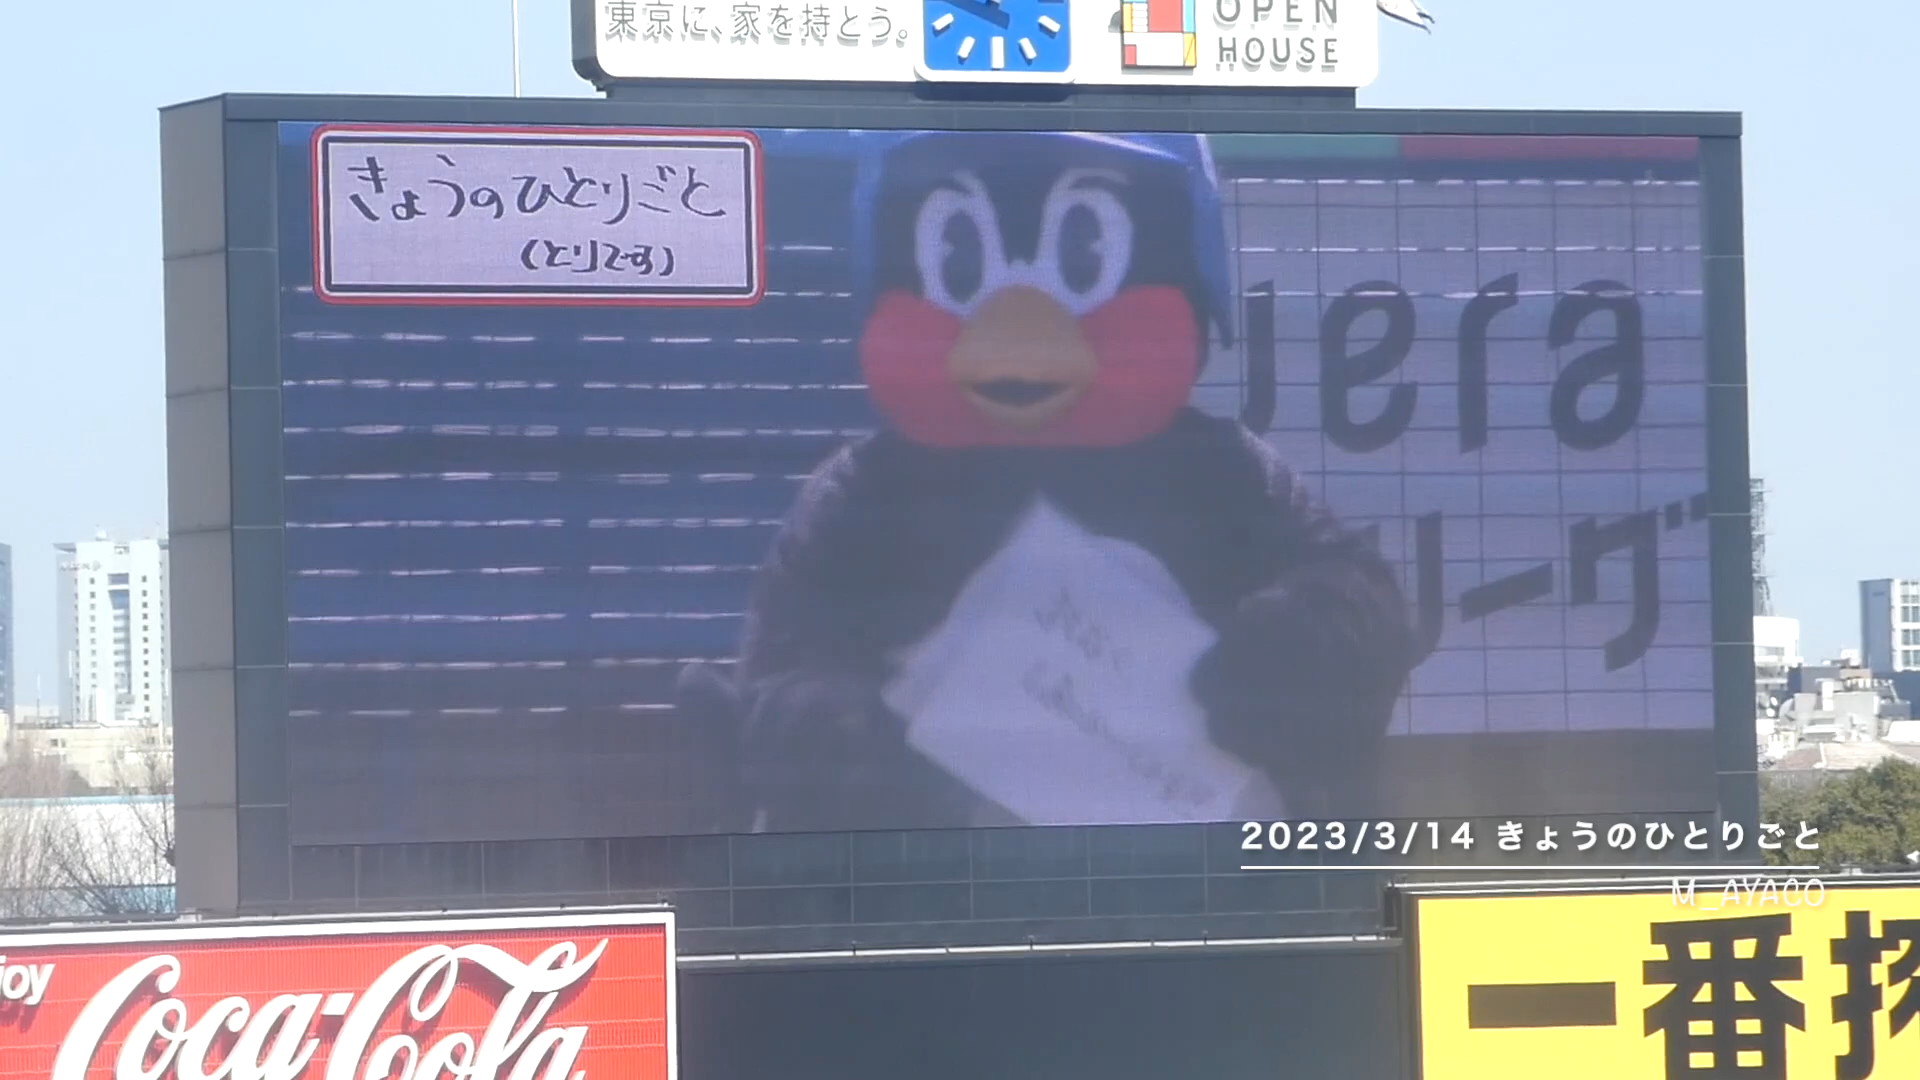 東京に、家を持とう。
OPEN
HOUSE
きょうのひとりごと
(とりです)
jera
リーグ
2023/3/14 きょうのひとりごと
M_AYACO
joy
Coca-Cola
一番